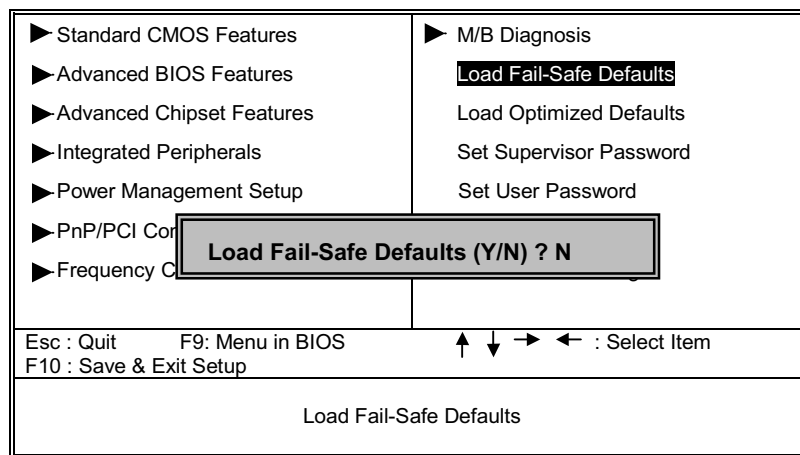 Standard CMOS Features
Advanced BIOS Features
Advanced Chipset Features
Integrated Peripherals
Power Management Setup
PnP/PCI
Frequency
M/B Diagnosis
Load Fail-Safe Defaults
Load Optimized Defaults
Set Supervisor Password
Set User Password
Load Fail-Safe Defaults (Y/N) ? N
Esc : Quit F9: Menu in BIOS : Select Item
F10 : Save & Exit Setup
Load Fail-Safe Defaults